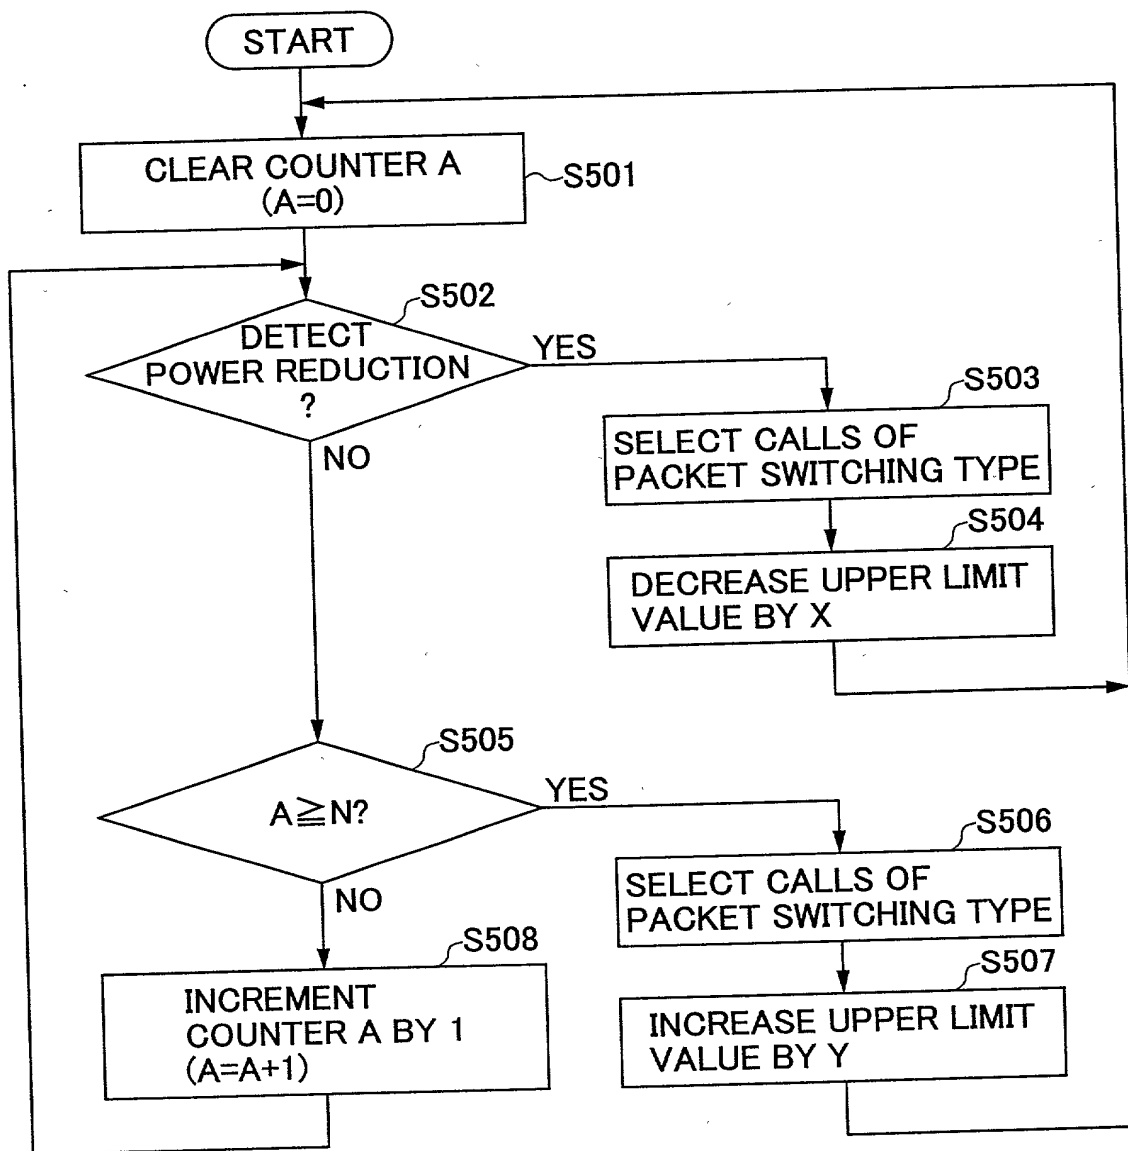 START
CLEAR COUNTER A
(A=0)
S501
S502
DETECT
POWER REDUCTION
?
YES
NO
S503
SELECT CALLS OF
PACKET SWITCHING TYPE
S504
DECREASE UPPER LIMIT
VALUE BY X
S505
A≧N?
YES
NO
S506
SELECT CALLS OF
PACKET SWITCHING TYPE
S507
INCREASE UPPER LIMIT
VALUE BY Y
S508
INCREMENT
COUNTER A BY 1
(A=A+1)